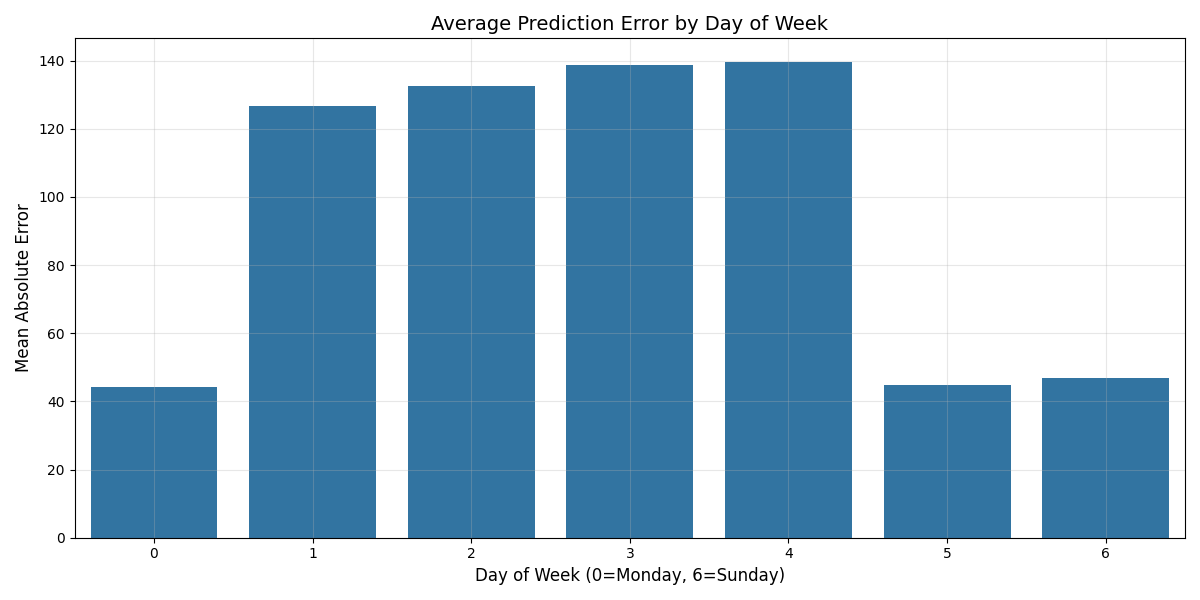 Average Prediction Error by Day of Week
Mean Absolute Error
140
120
100
80
60
40
20
0
0 1 2 3 4 5 6
Day of Week (0=Monday, 6=Sunday)